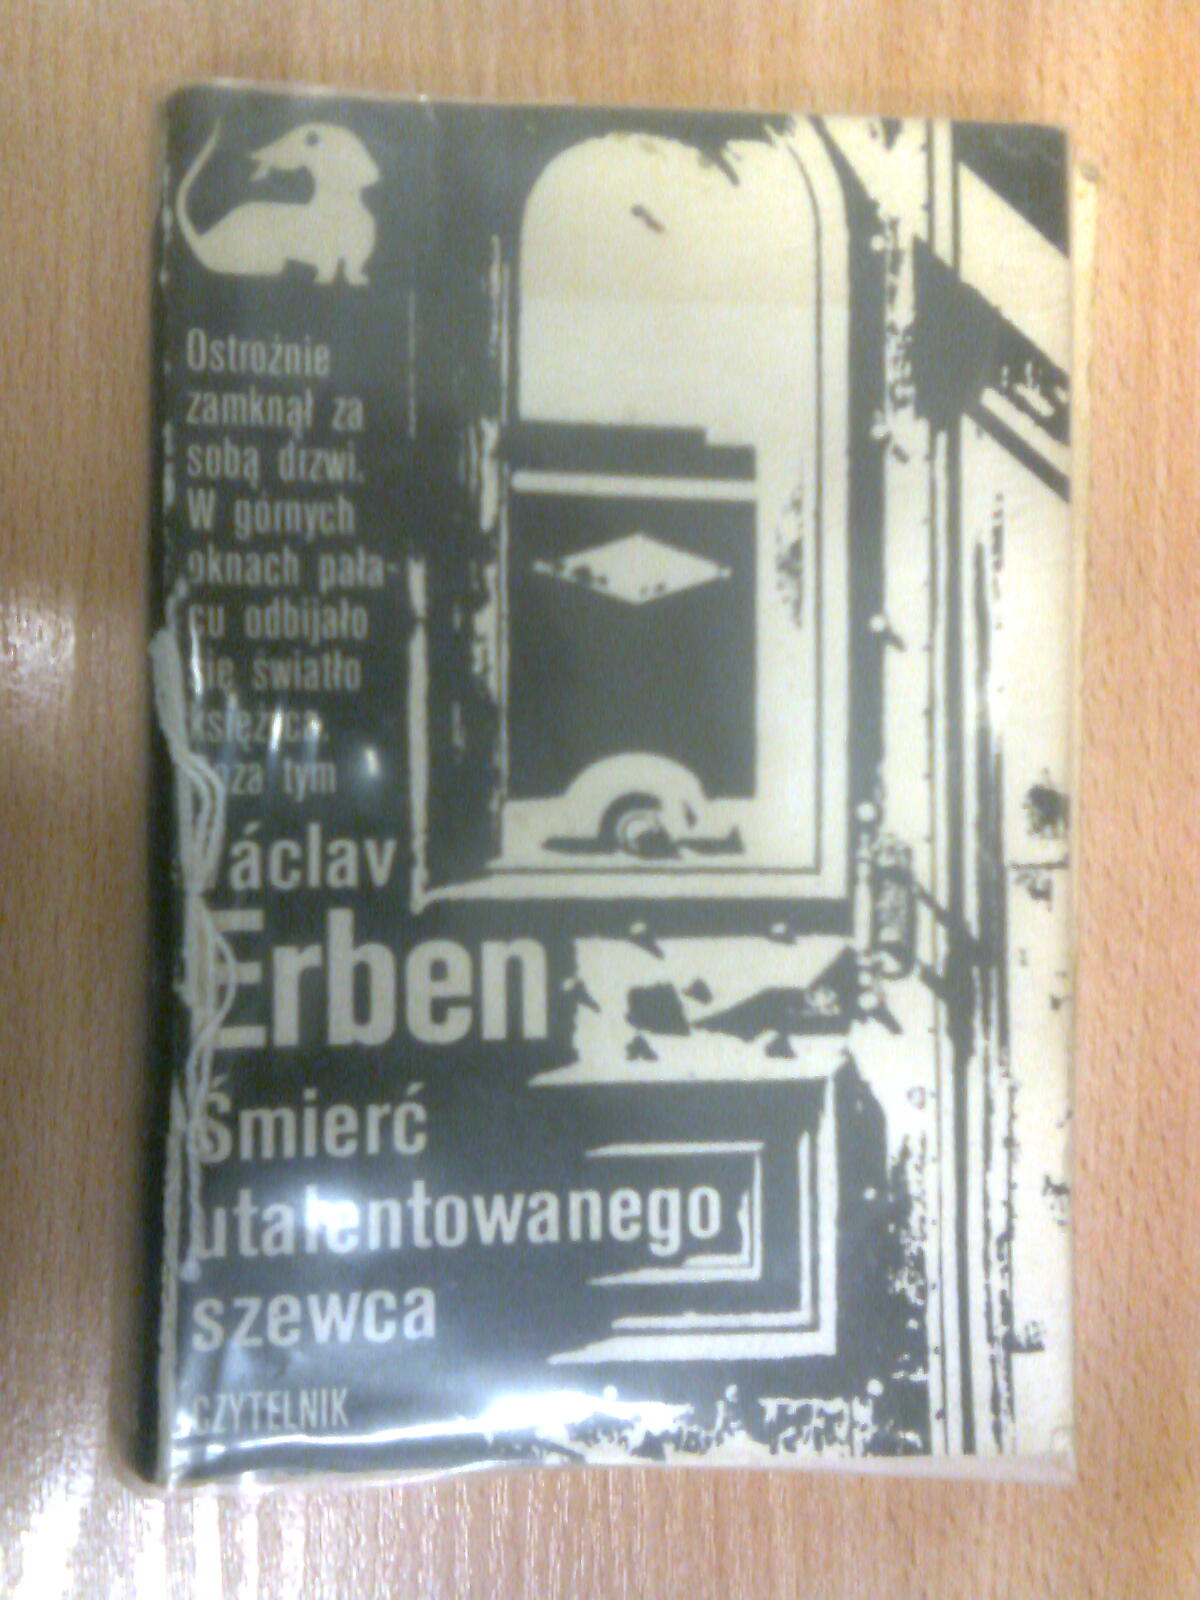 Ostrożnie
zamknął za
sobą drzwi.
W górnych
oknach pała-
cu odbijało
się światło
księżyca.
Poza tym
Václav
Erben
Śmierć
utalentowanego
szewca
CZYTELNIK